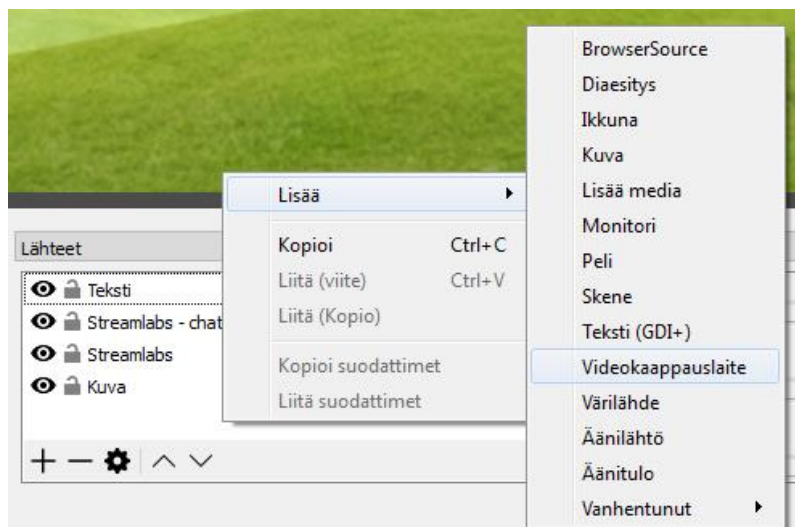 Lähteet
Teksti
Streamlabs - chat
Streamlabs
Kuva
Lisää
Kopioi Ctrl+C
Liitä (viite) Ctrl+V
Liitä (Kopio)
Kopioi suodattimet
Liitä suodattimet
BrowserSource
Diaesitys
Ikkuna
Kuva
Lisää media
Monitori
Peli
Skene
Teksti (GDI+)
Videokaappauslaite
Värilähde
Äänilähtö
Äänitulo
Vanhentunut